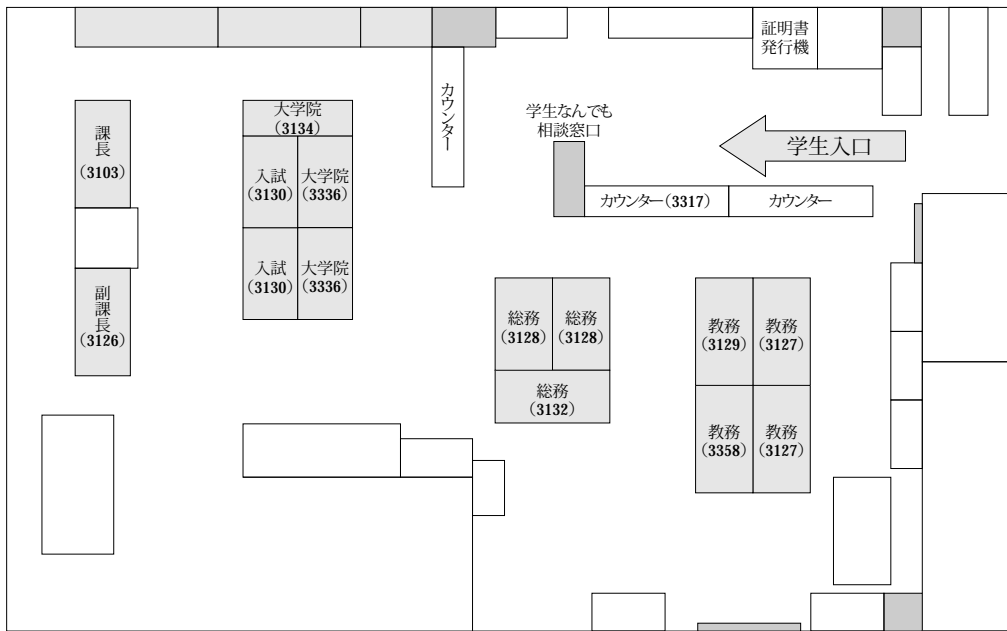 証明書
発行機
カウンター
学生なんでも
相談窓口
学生入口
カウンター(3317)
カウンター
課長
(3103)
副課長
(3126)
大学院
(3134)
入試
(3130)
大学院
(3336)
入試
(3130)
大学院
(3336)
総務
(3128)
総務
(3128)
総務
(3132)
教務
(3129)
教務
(3127)
教務
(3358)
教務
(3127)